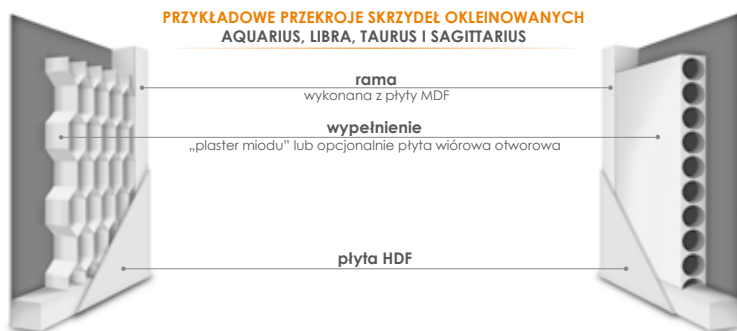 PRZYKŁADOWE PRZEKROJE SKRZYDEŁ OKLEINOWANYCH
AQUARIUS, LIBRA, TAURUS I SAGITTARIUS
rama
wykonana z płyty MDF
wypełnienie
„plaster miodu” lub opcjonalnie płyta wiórowa otworowa
płyta HDF